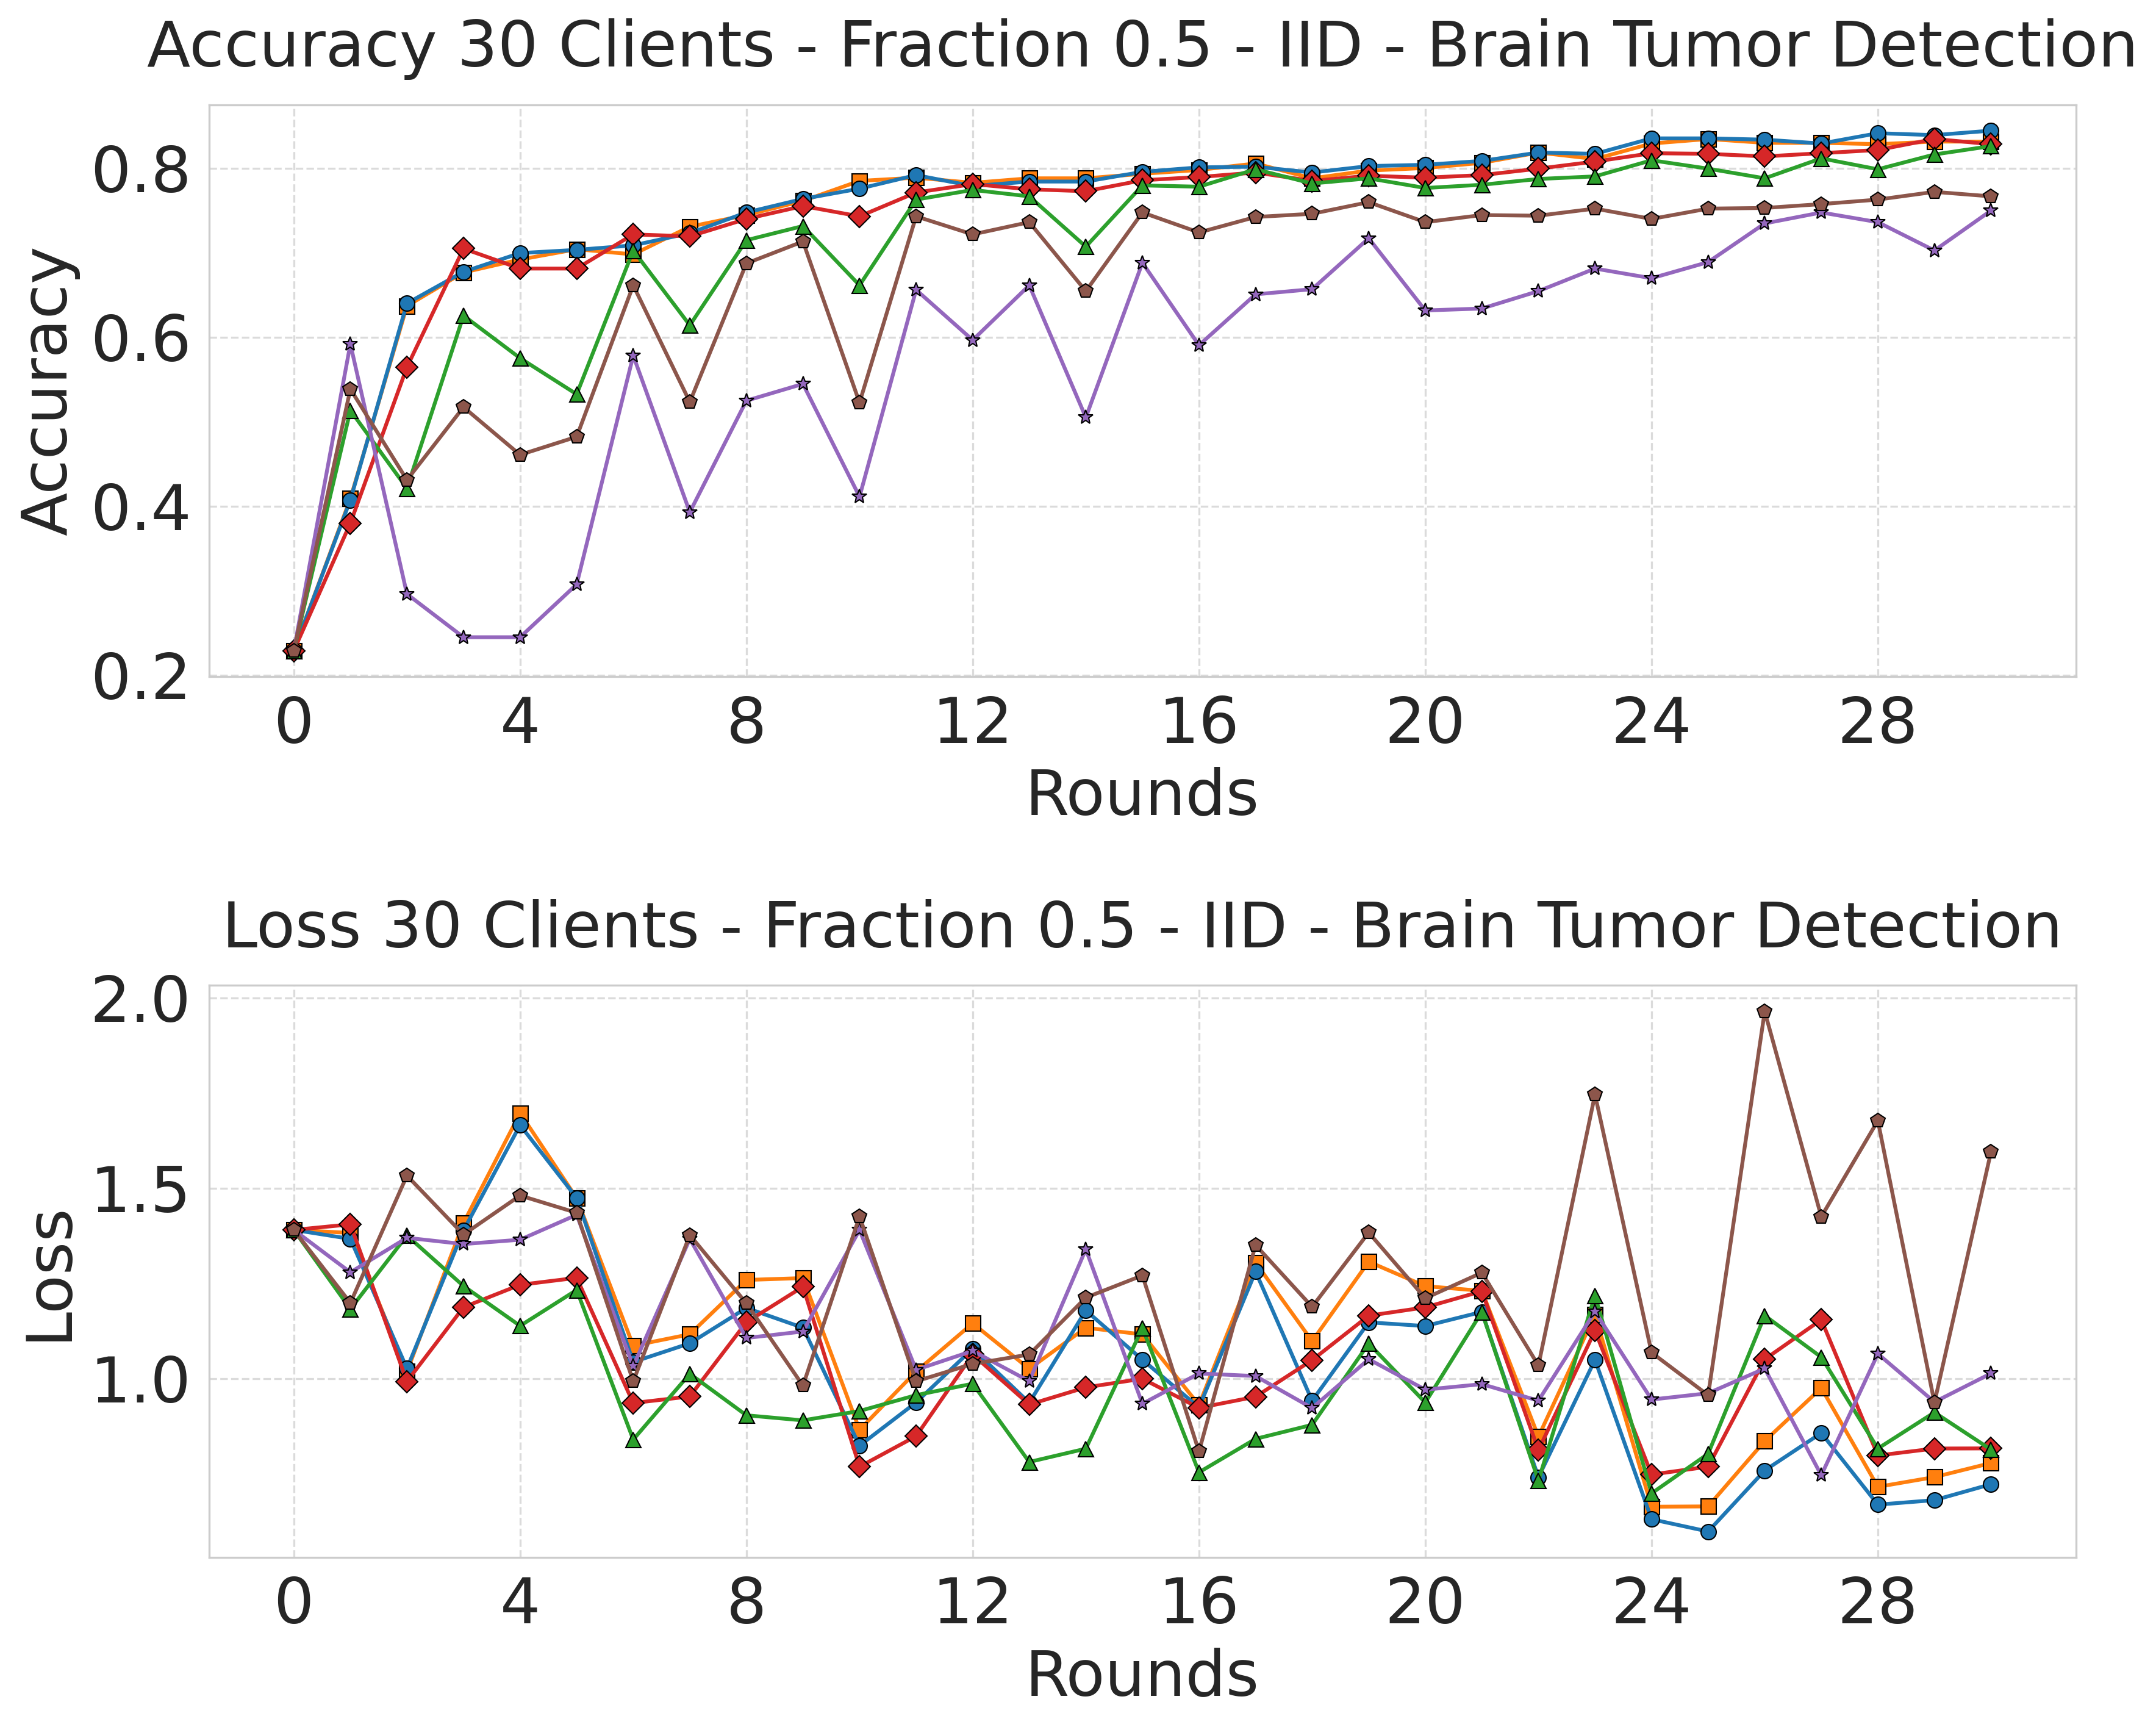 Accuracy 30 Clients - Fraction 0.5 - IID - Brain Tumor Detection
Accuracy
0.8
0.6
0.4
0.2
0 4 8 12 16 20 24 28
Rounds
Loss 30 Clients - Fraction 0.5 - IID - Brain Tumor Detection
Loss
2.0
1.5
1.0
0 4 8 12 16 20 24 28
Rounds